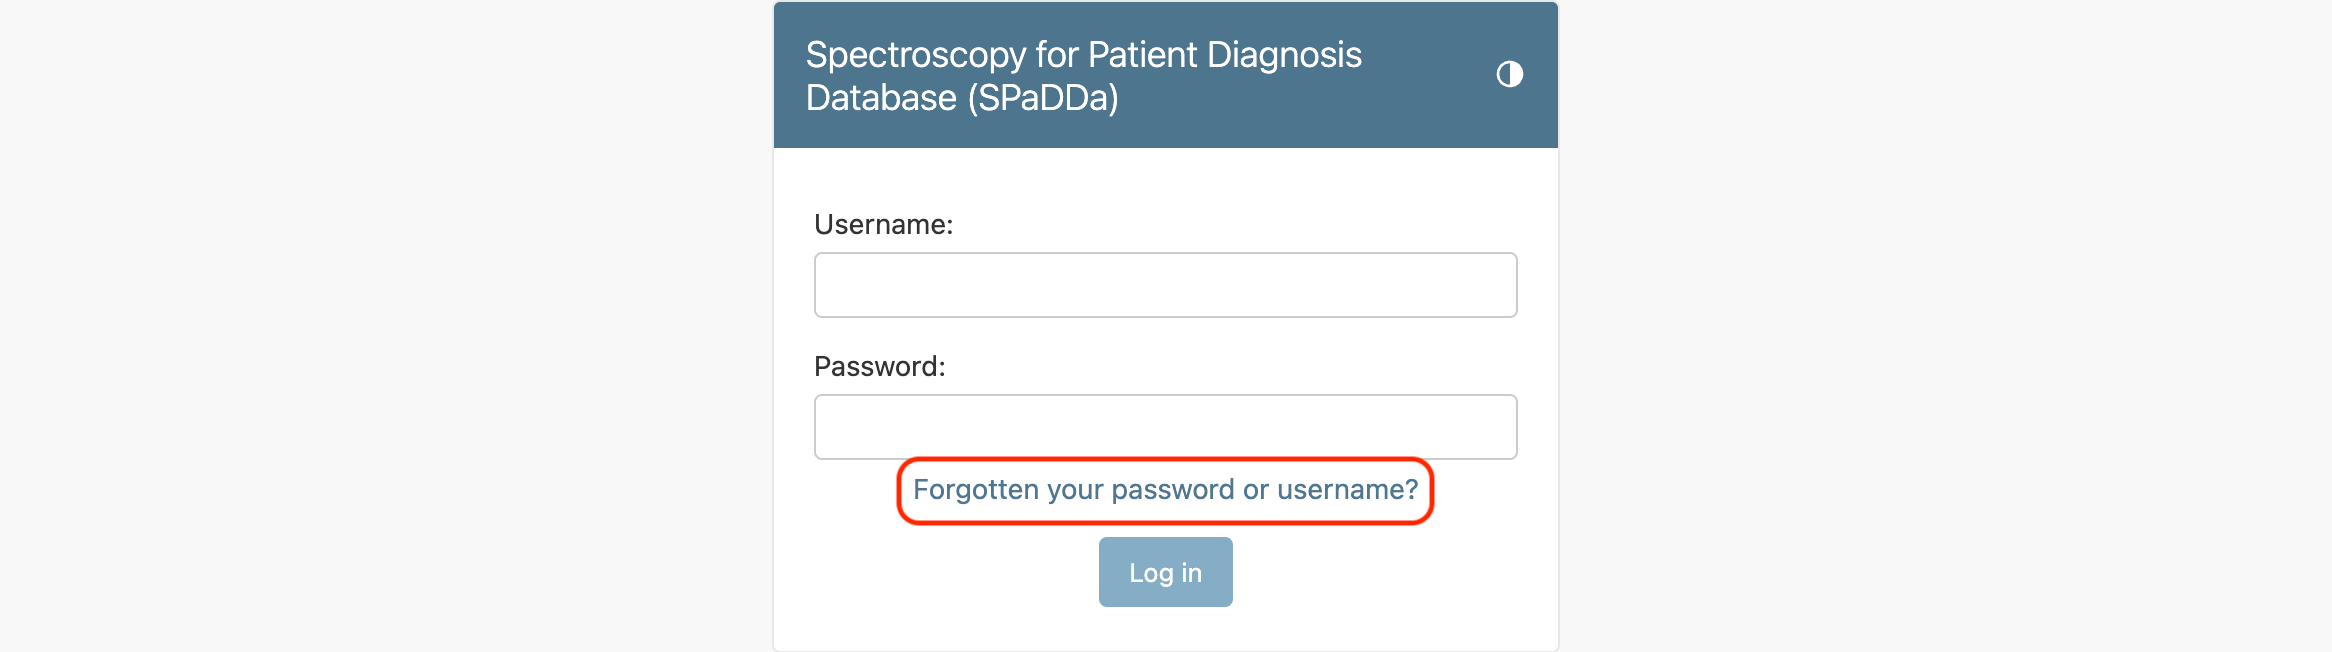 Spectroscopy for Patient Diagnosis
Database (SPaDDa)
Username:
Password:
Forgotten your password or username?
Log in